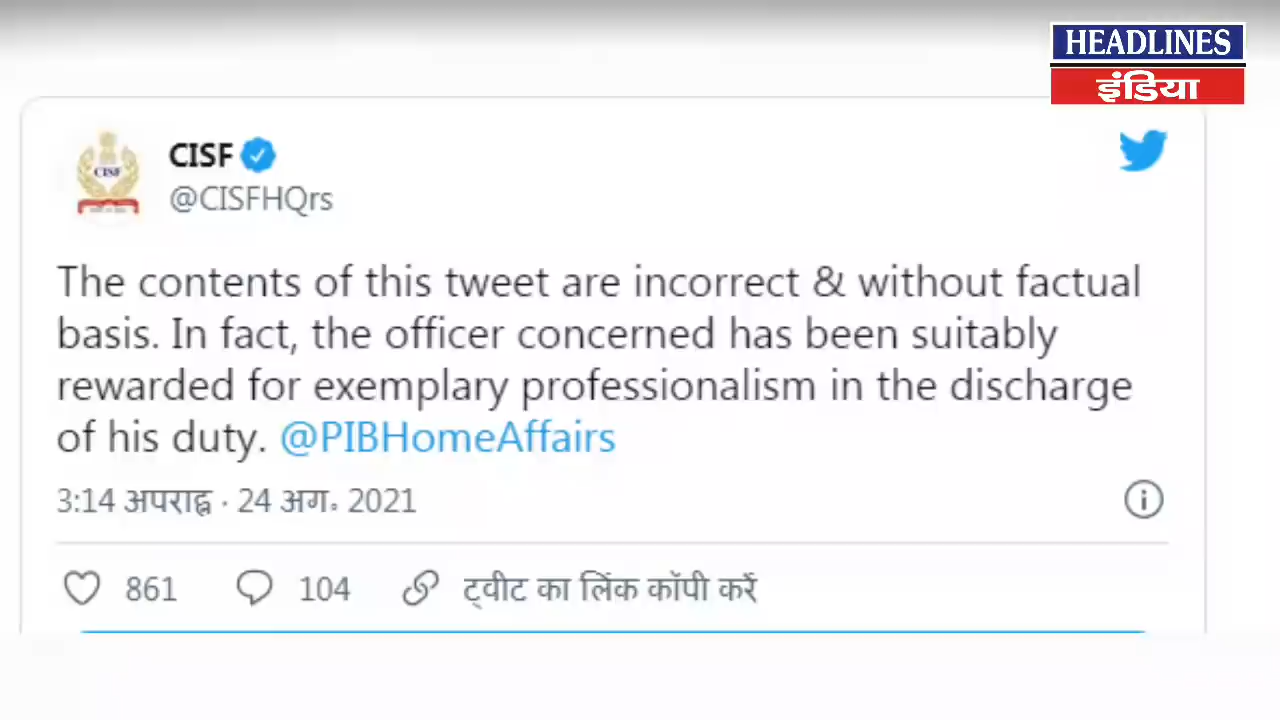 HEADLINES
इंडिया
CISF
CISF
@CISFHQrs
The contents of this tweet are incorrect & without factual
basis. In fact, the officer concerned has been suitably
rewarded for exemplary professionalism in the discharge
of his duty. @PIBHomeAffairs
3:14 अपराह्न · 24 अग॰ 2021
861 104 ट्वीट का लिंक कॉपी करें